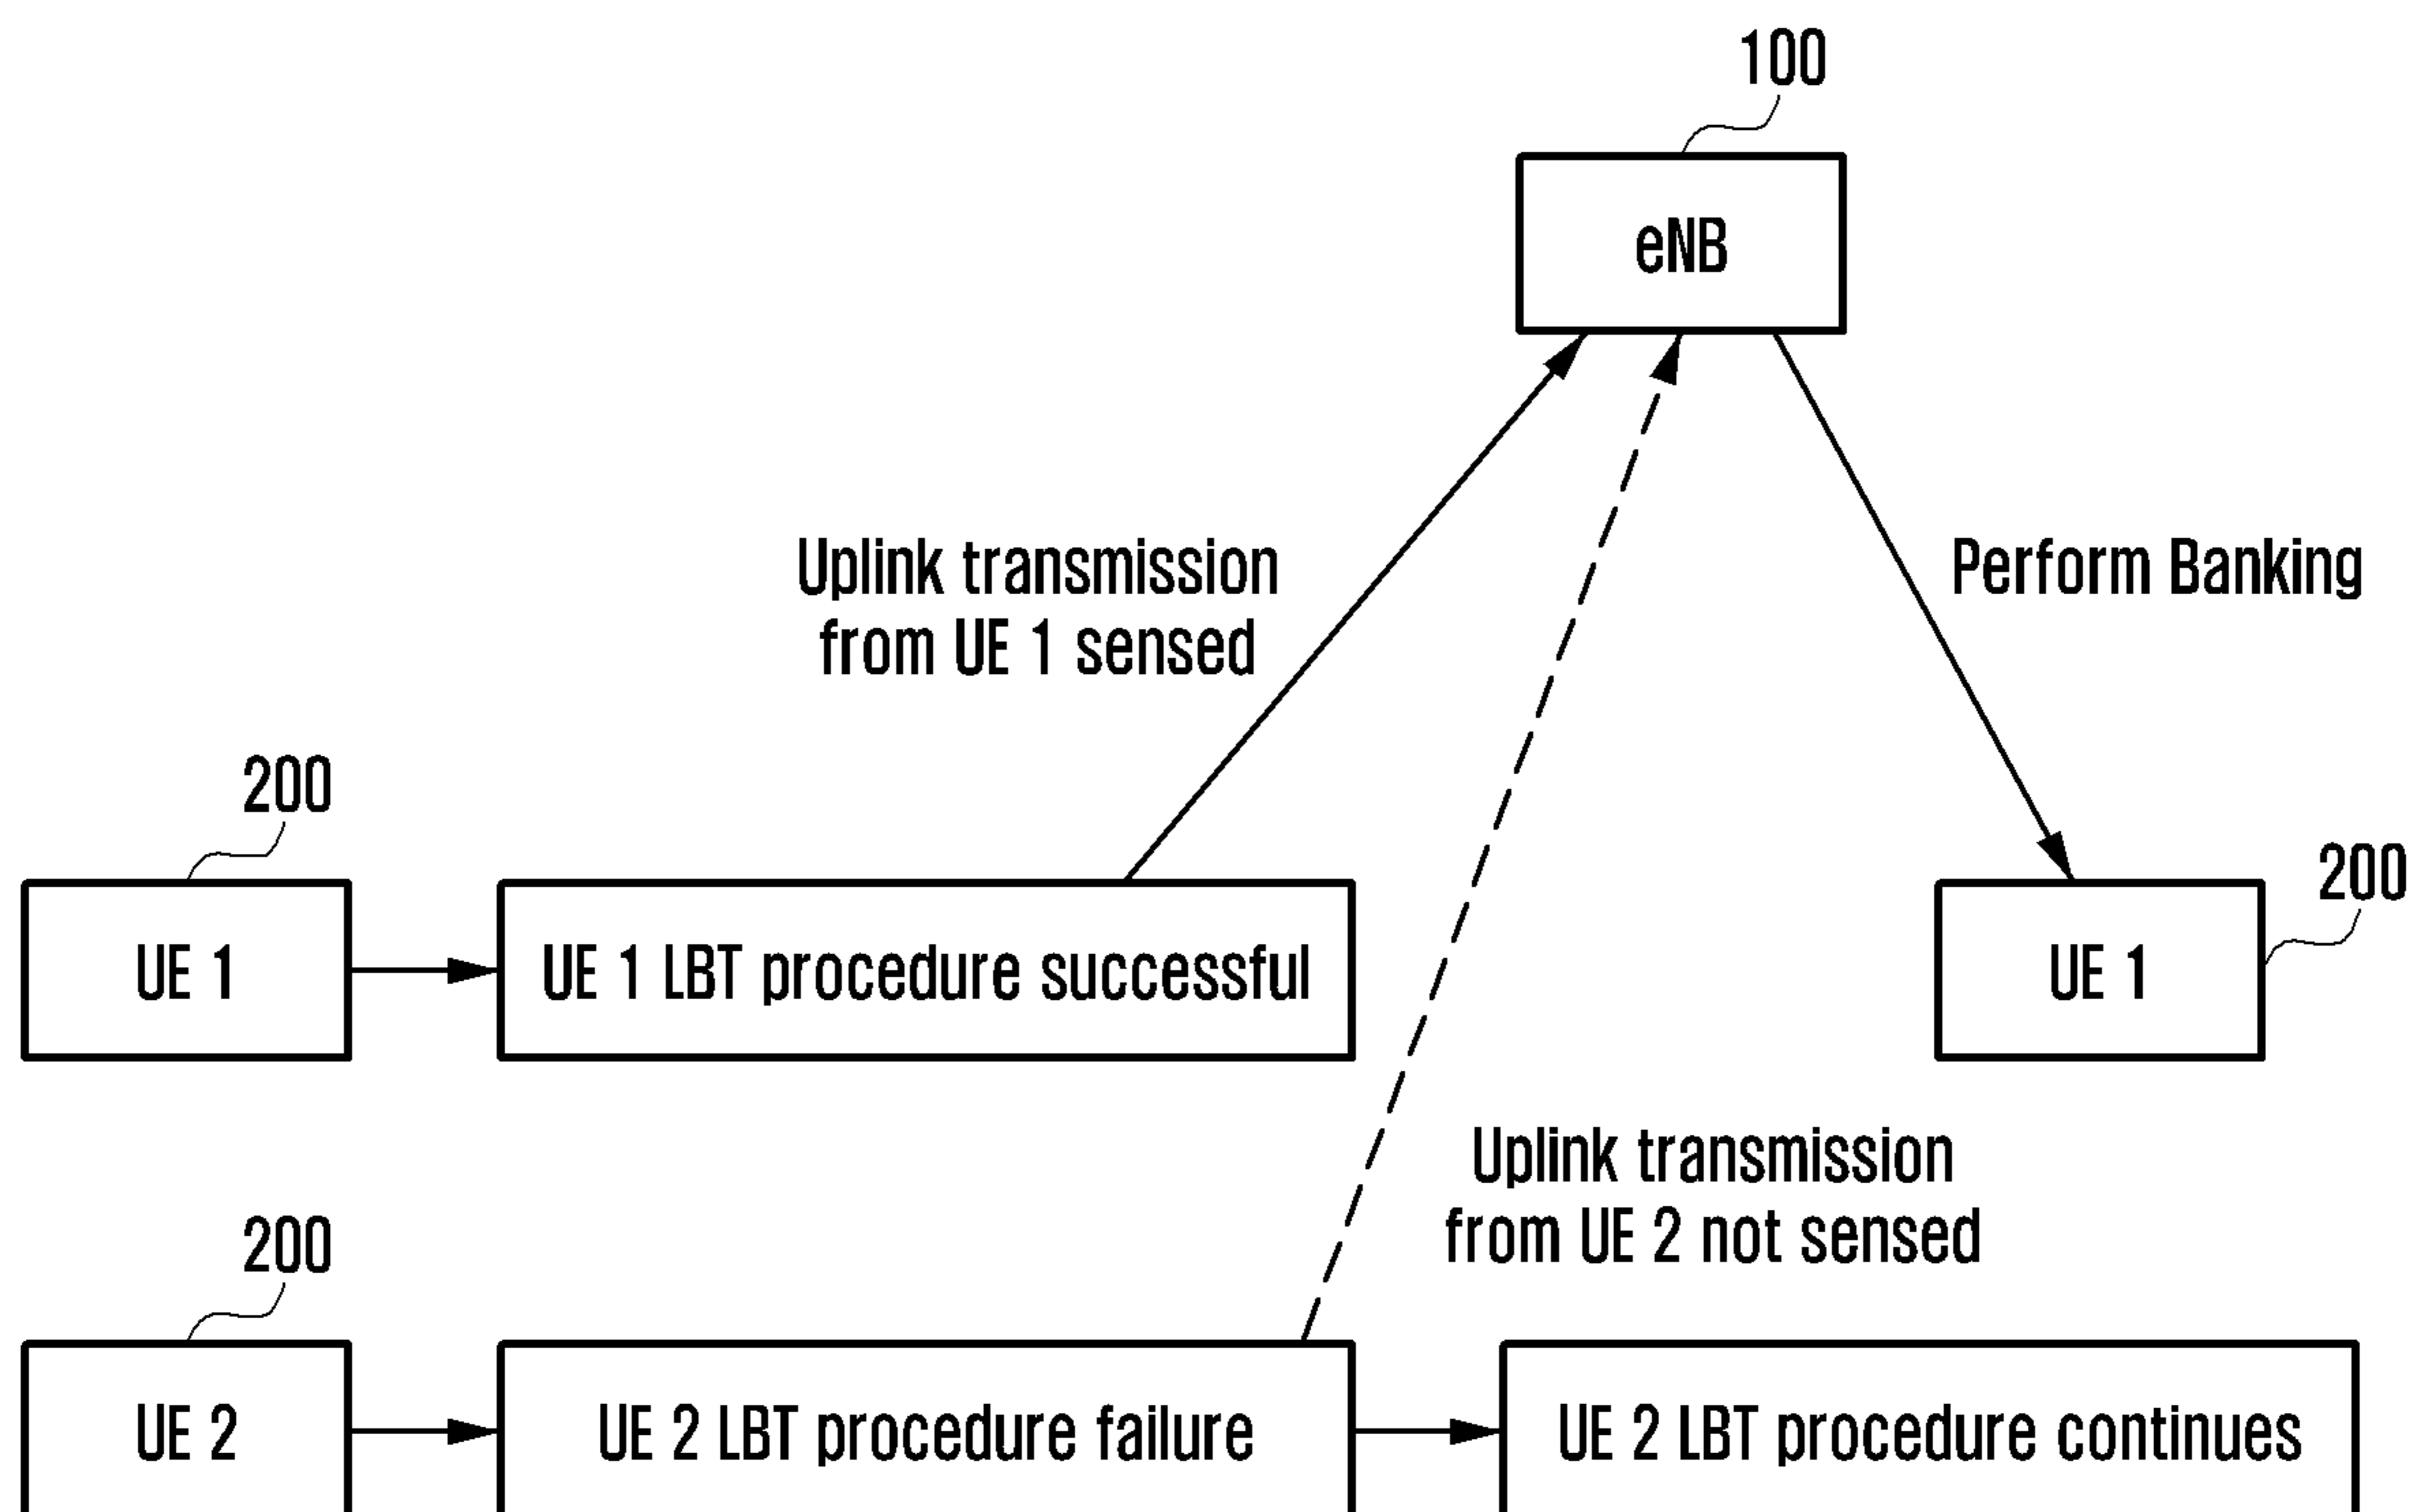 100
eNB
Uplink transmission
from UE 1 sensed
Perform Banking
200
200
UE 1
UE 1 LBT procedure successful
UE 1
Uplink transmission
from UE 2 not sensed
200
UE 2
UE 2 LBT procedure failure
UE 2 LBT procedure continues